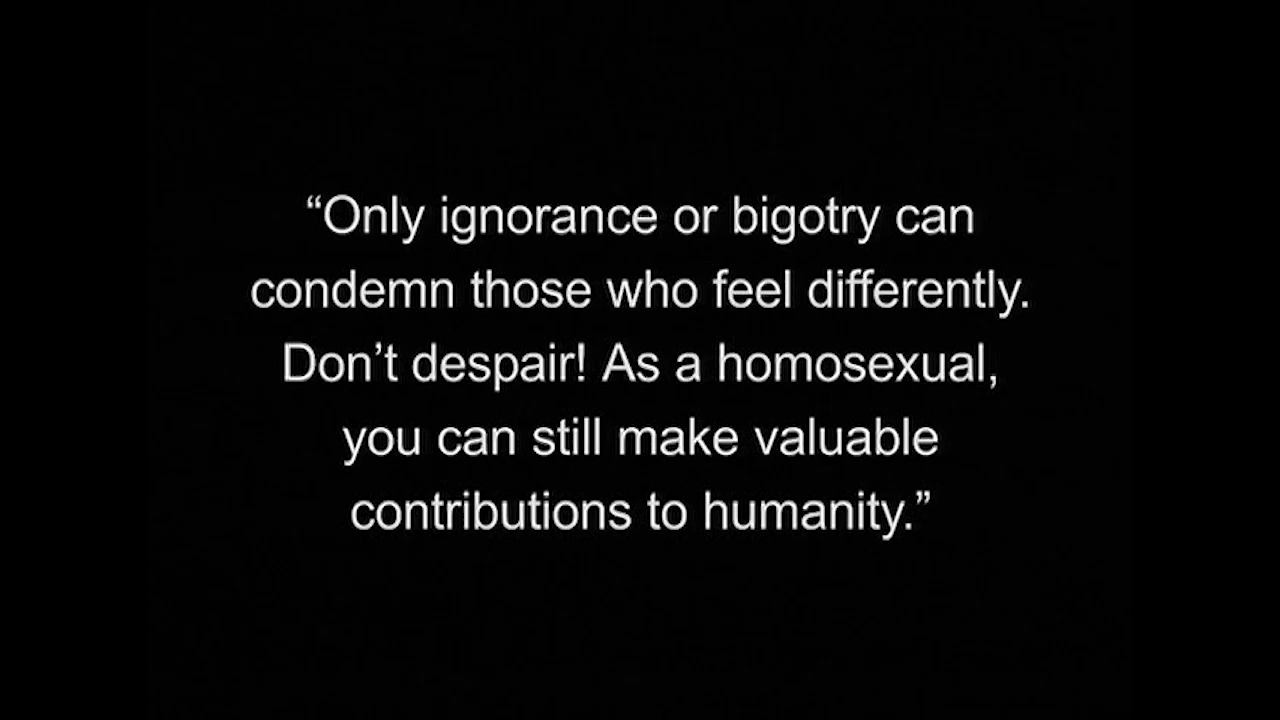 “Only ignorance or bigotry can
condemn those who feel differently.
Don’t despair! As a homosexual,
you can still make valuable
contributions to humanity.”